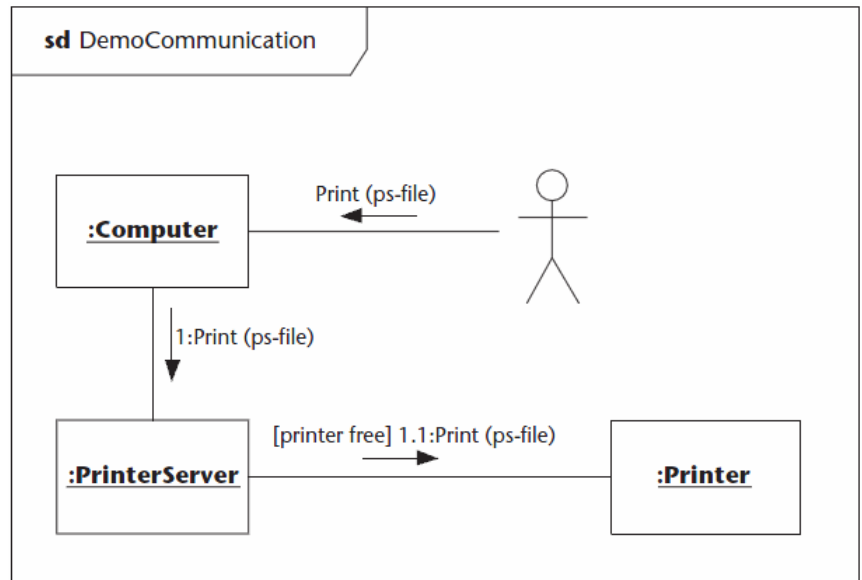 sd DemoCommunication
Print (ps-file)
:Computer
1:Print (ps-file)
[printer free] 1.1:Print (ps-file)
:PrinterServer
:Printer